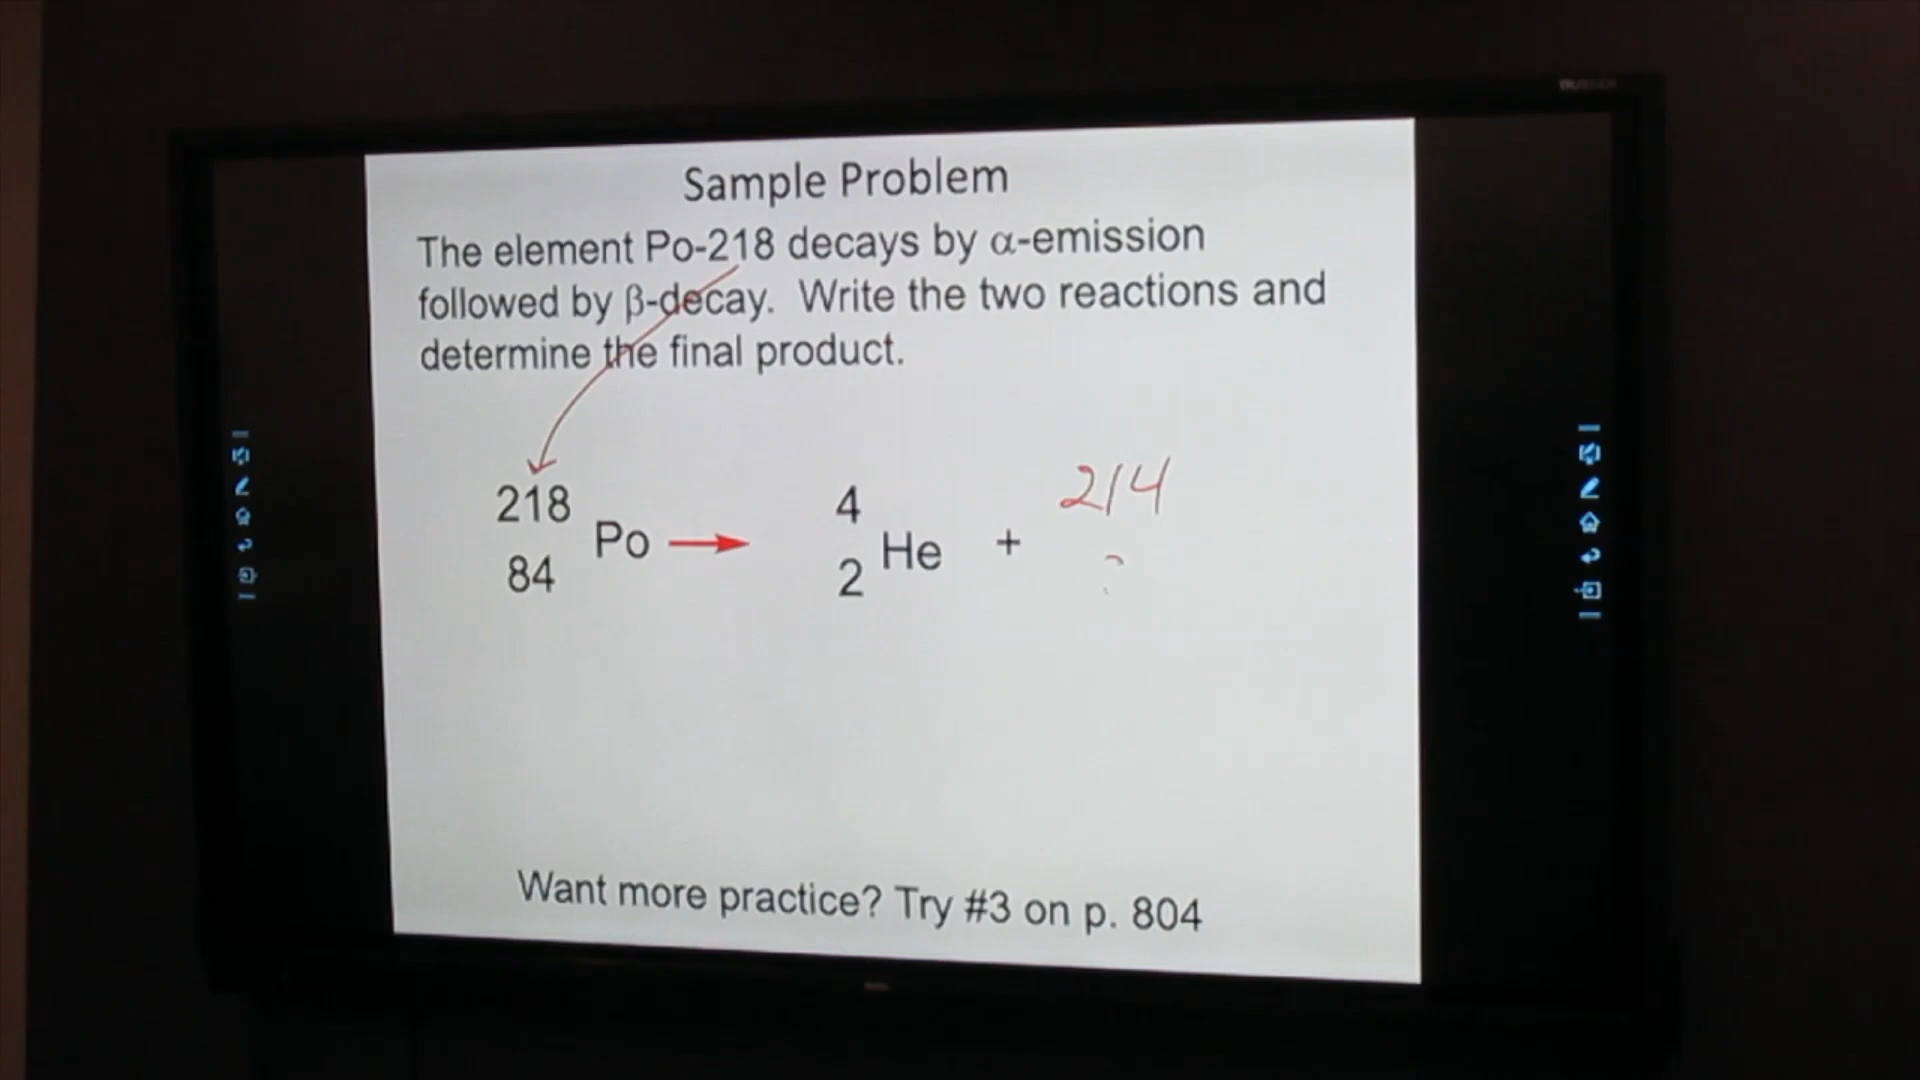 Sample Problem
The element Po-218 decays by α-emission
followed by β-decay. Write the two reactions and
determine the final product.
218
84
Po
4
2
He
+
214
Want more practice? Try #3 on p. 804